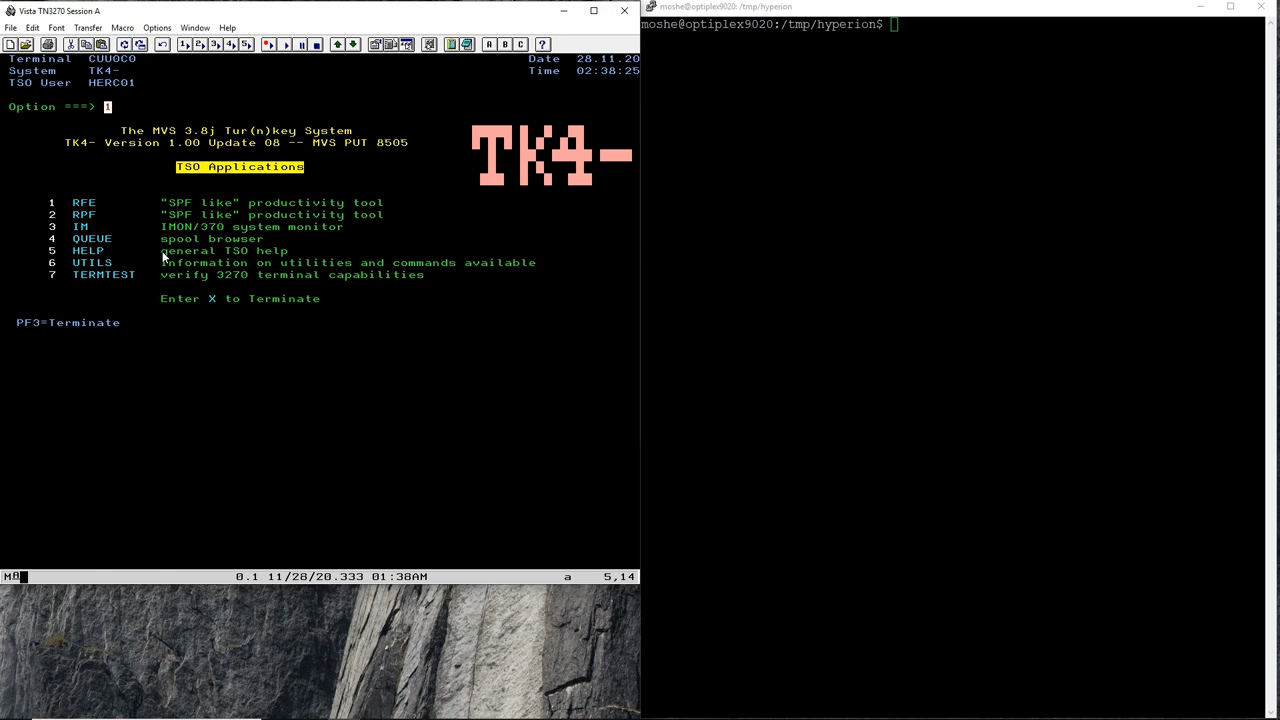 Vista TN3270 Session A
File Edit Font Transfer Macro Options Window Help
Terminal CUU0C0 Date 28.11.20
System TK4- Time 02:38:25
TSO User HERC01
Option ===> 1
The MVS 3.8j Tur(n)key System
TK4- Version 1.00 Update 08 -- MVS PUT 8505
TK4-
TSO Applications
1 RFE "SPF like" productivity tool
2 RPF "SPF like" productivity tool
3 IM IMON/370 system monitor
4 QUEUE spool browser
5 HELP general TSO help
6 UTILS information on utilities and commands available
7 TERMTEST verify 3270 terminal capabilities
Enter X to Terminate
PF3=Terminate
0.1 11/28/20.333 01:38AM a 5,14
moshe@optiplex9020: /tmp/hyperion
moshe@optiplex9020:/tmp/hyperion$